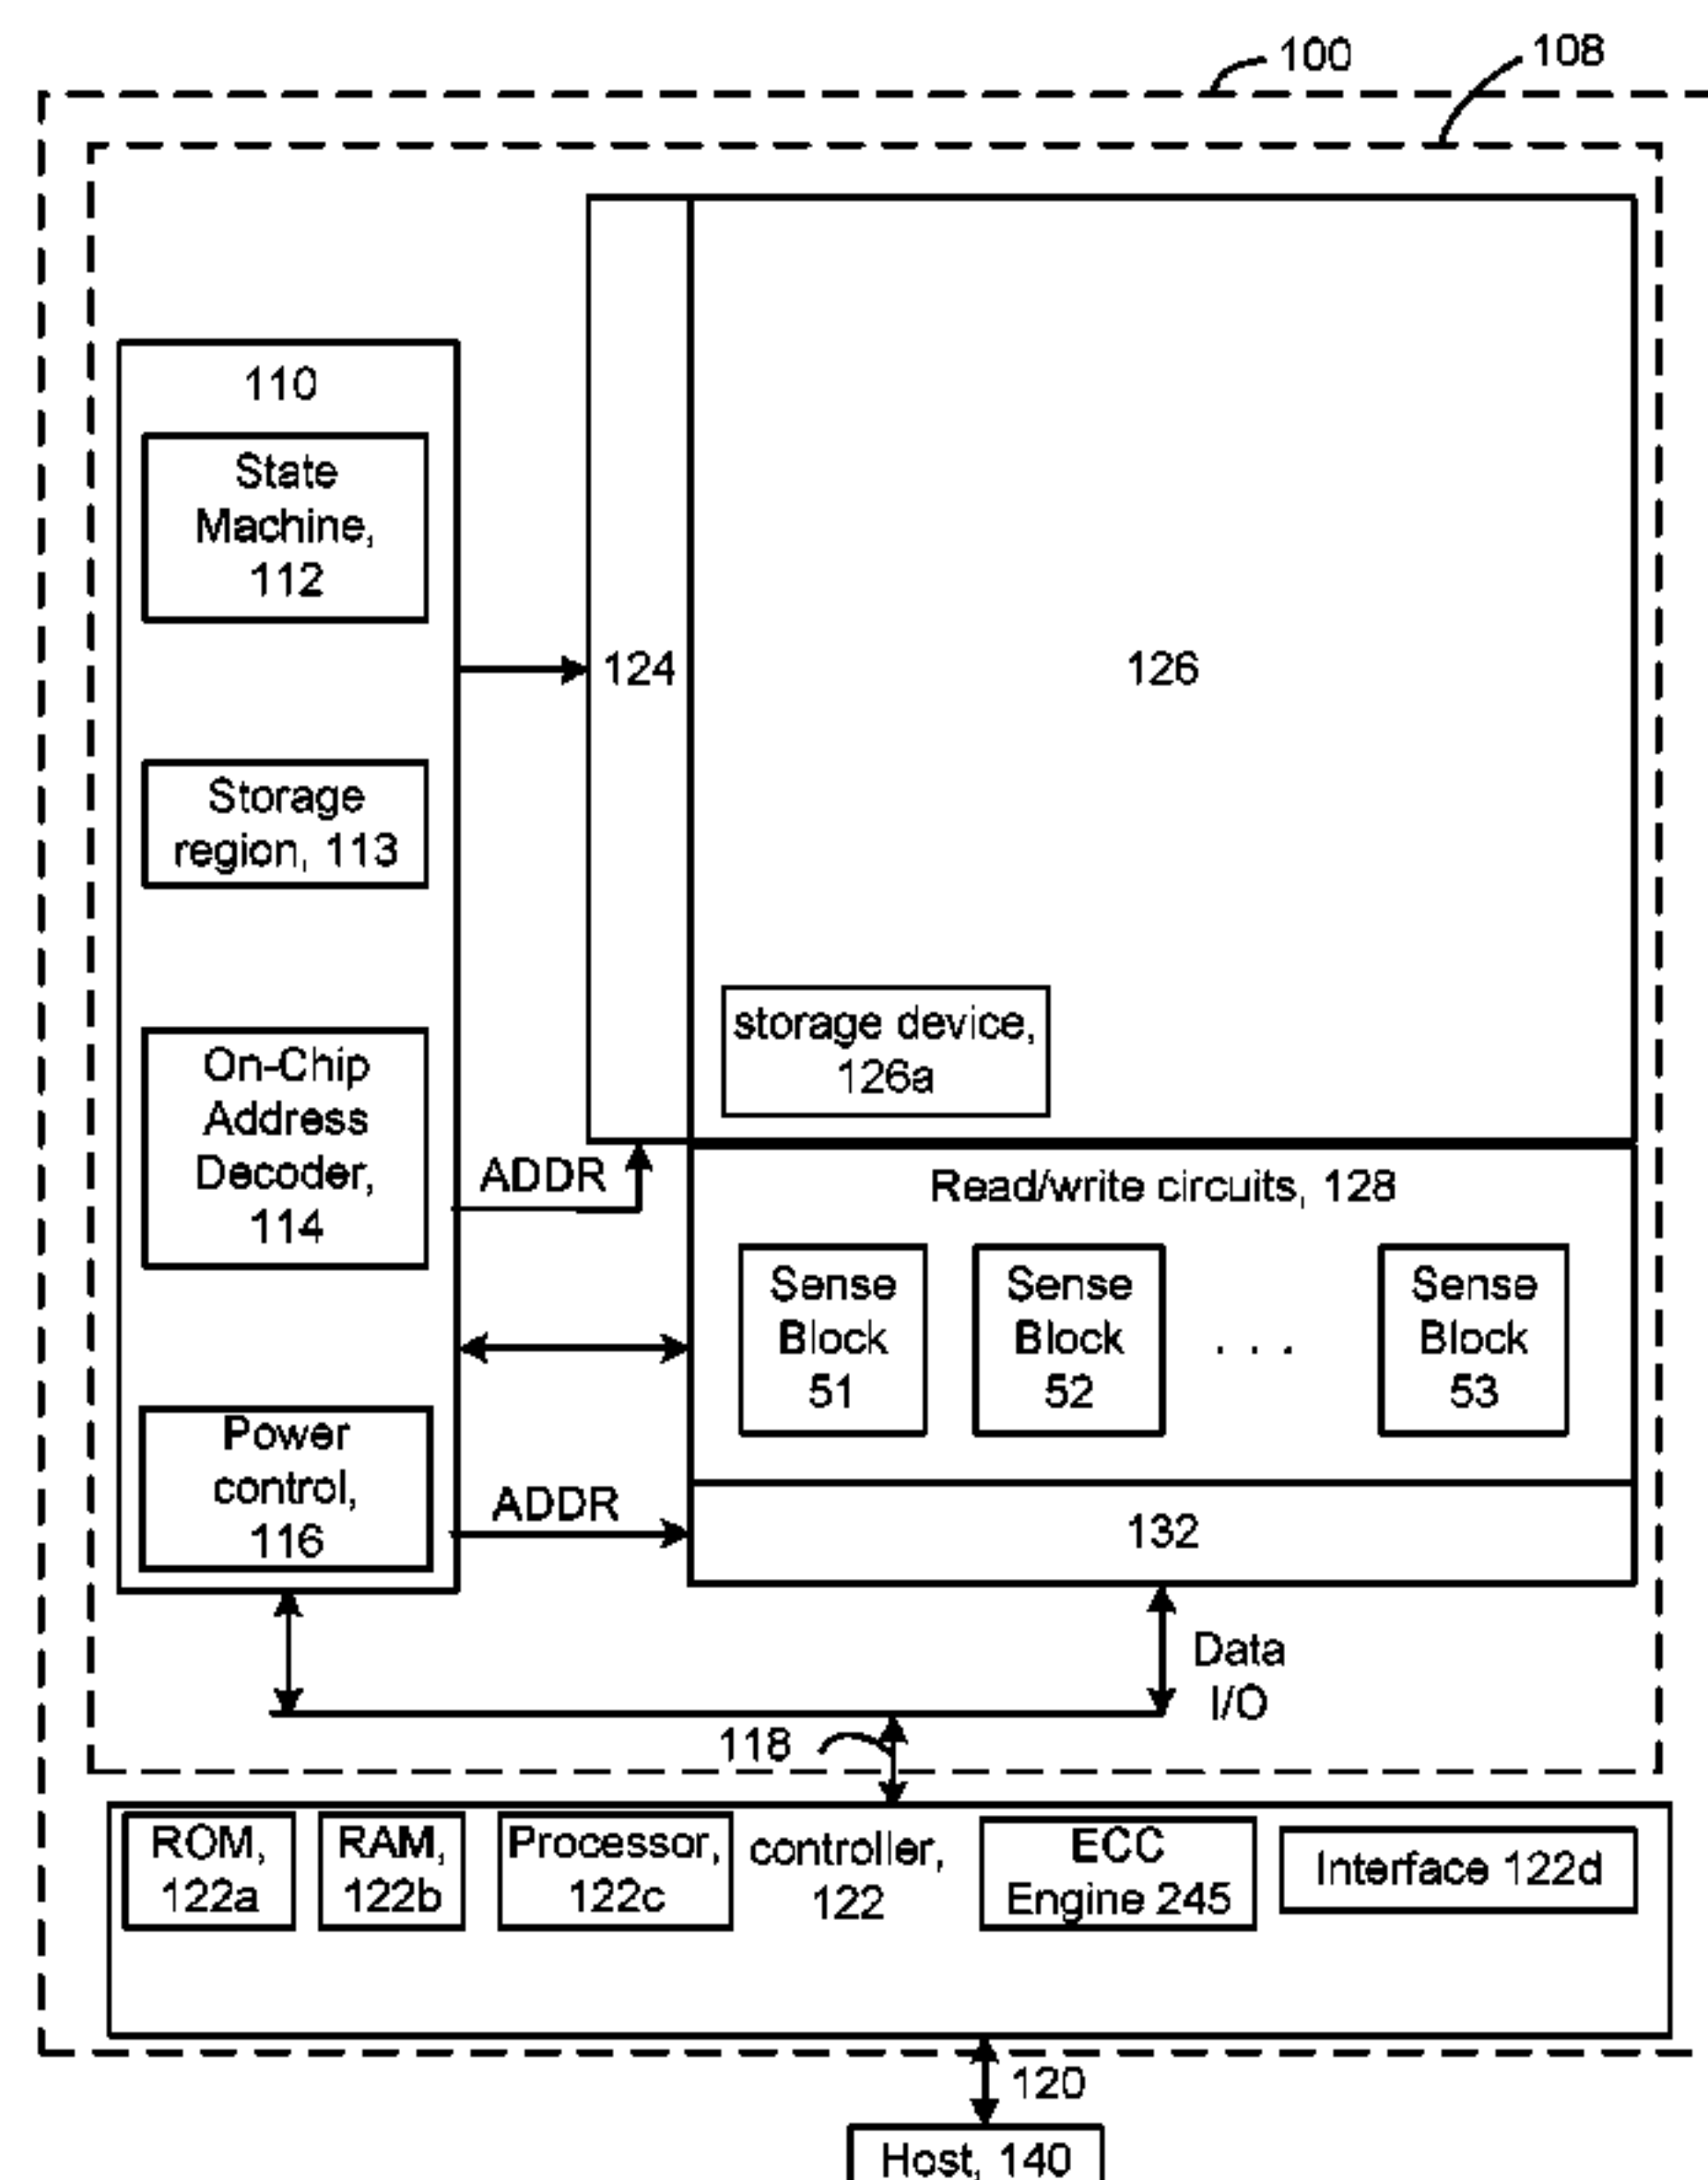 100
108
110
State
Machine,
112
124
126
Storage
region, 113
storage device,
126a
On-Chip
Address
Decoder,
114
ADDR
Read/write circuits, 128
Sense
Block
51
Sense
Block
52
. . .
Sense
Block
53
Power
control,
116
ADDR
132
Data
I/O
118
ROM,
122a
RAM,
122b
Processor,
122c
controller,
122
ECC
Engine 245
Interface 122d
120
Host, 140